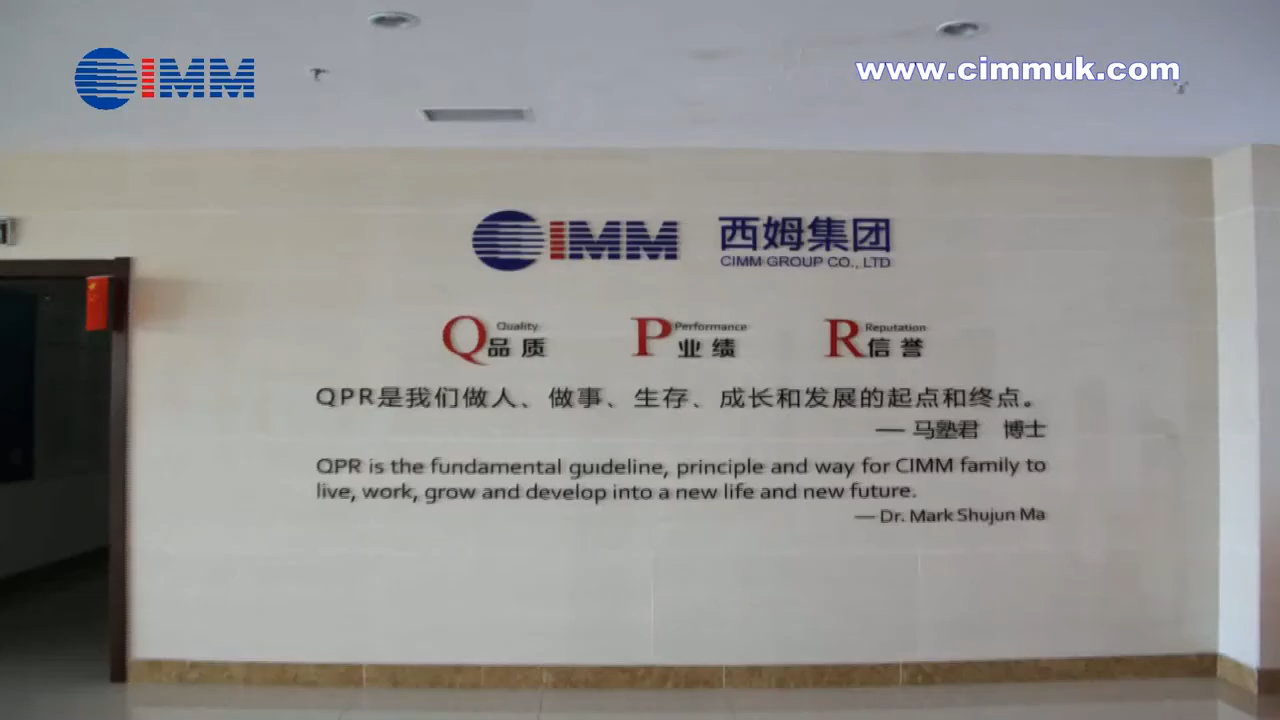 CIMM
www.cimmuk.com
CIMM 西姆集团
CIMM GROUP CO., LTD
Q Quality 品质 P Performance 业绩 R Reputation 信誉
QPR是我们做人、做事、生存、成长和发展的起点和终点。
— 马塾君 博士
QPR is the fundamental guideline, principle and way for CIMM family to
live, work, grow and develop into a new life and new future.
— Dr. Mark Shujun Ma